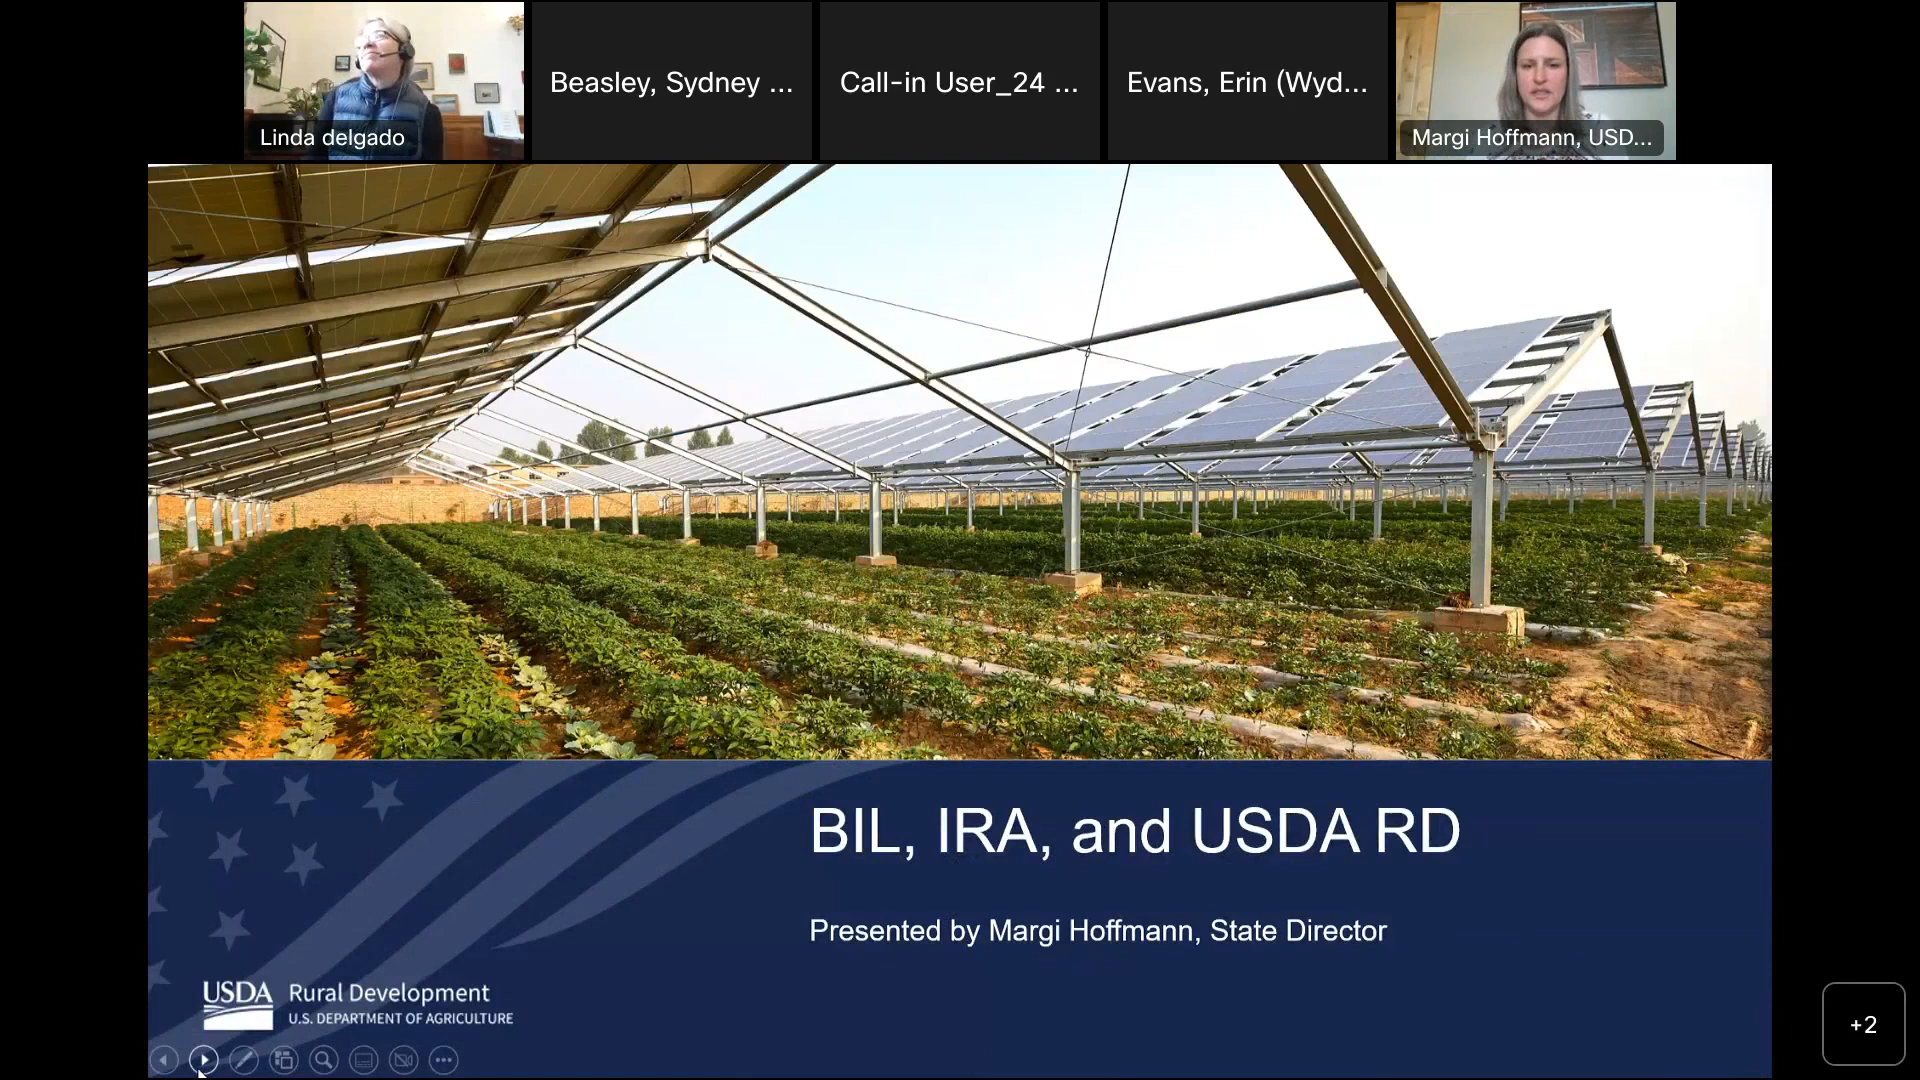 Linda delgado
Beasley, Sydney ...
Call-in User_24 ...
Evans, Erin (Wyd...
Margi Hoffmann, USD...
BIL, IRA, and USDA RD
Presented by Margi Hoffmann, State Director
USDA Rural Development
U.S. DEPARTMENT OF AGRICULTURE
+2